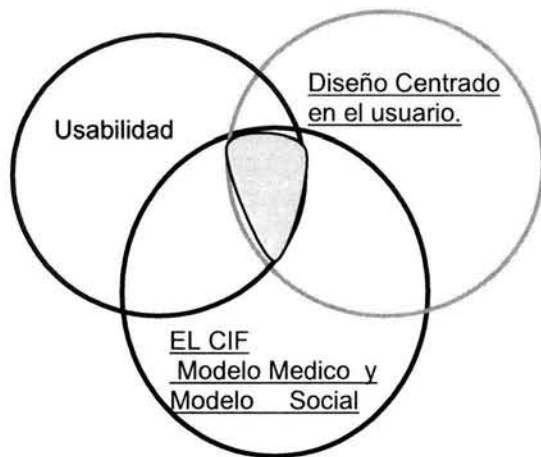 Usabilidad
Diseño Centrado
en el usuario.
EL CIF
Modelo Medico y
Modelo Social